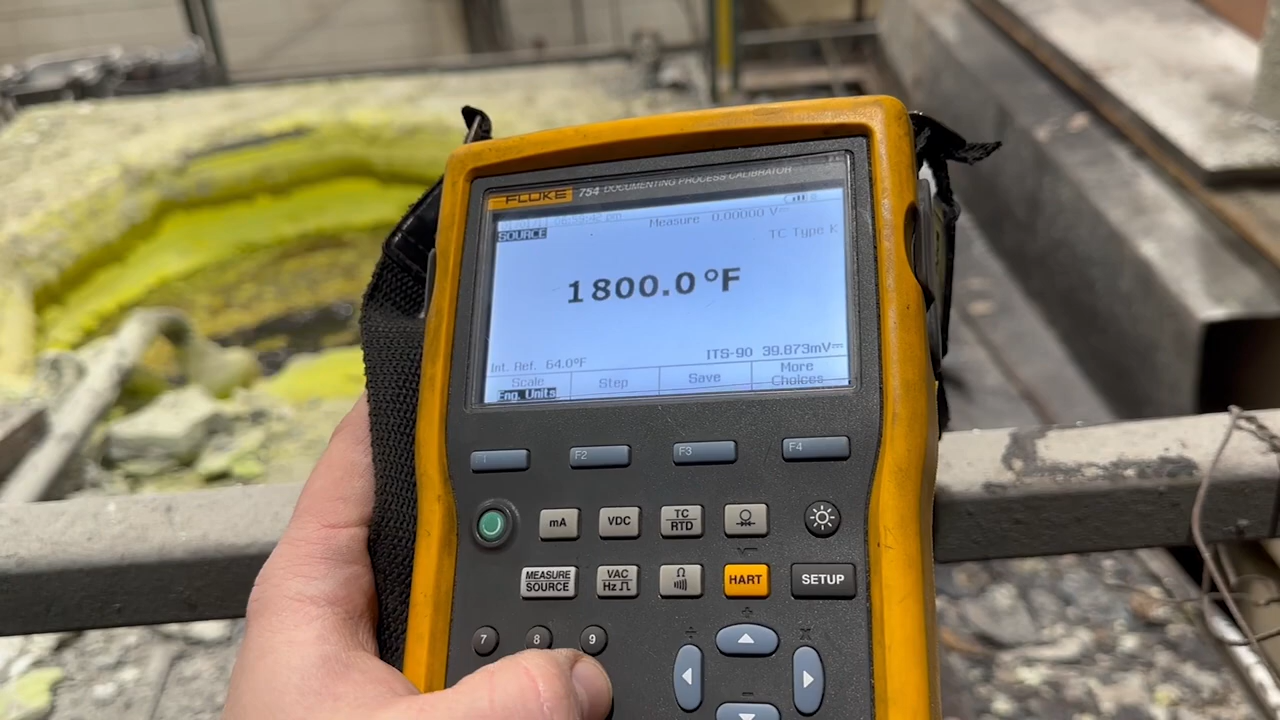 FLUKE 754 DOCUMENTING PROCESS CALIBRATOR
Measure 0.00000 V
SOURCE
TC Type K
1800.0°F
ITS-90 39.873mV
Int. Ref. 64.0°F
Scale Step Save More Choices
Eng. Units
F2 F3 F4
mA VDC TC RTD
MEASURE SOURCE VAC Hz Ω HART SETUP
7 8 9